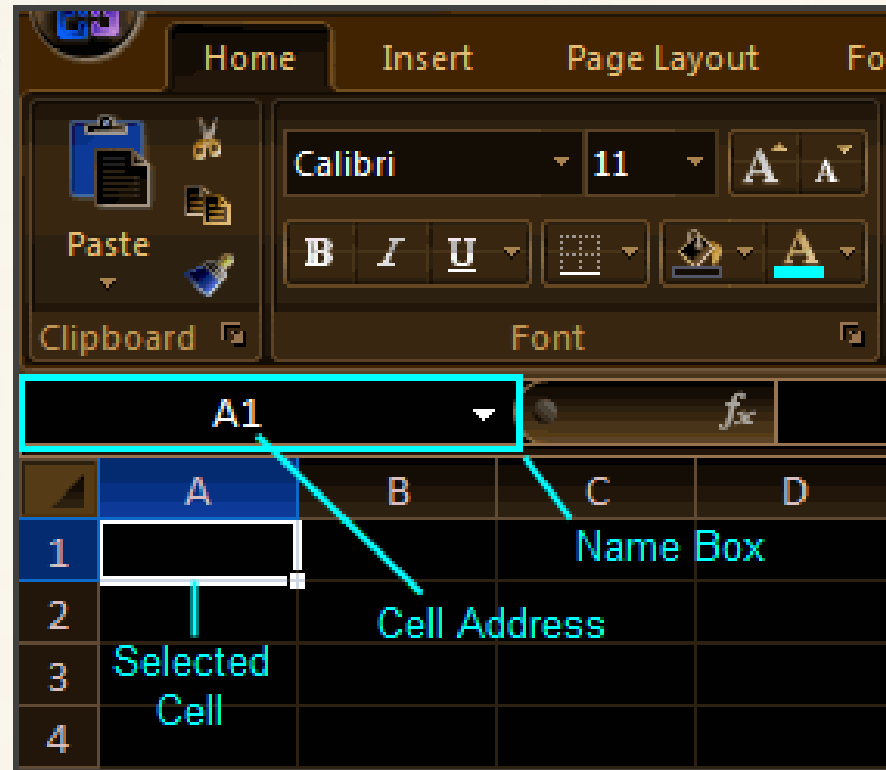 Home Insert Page Layout Fo
Calibri 11 A A
Paste B I U A
Clipboard Font
A1 fx
A B C D
1 Name Box
2 Cell Address
3 Selected
Cell
4